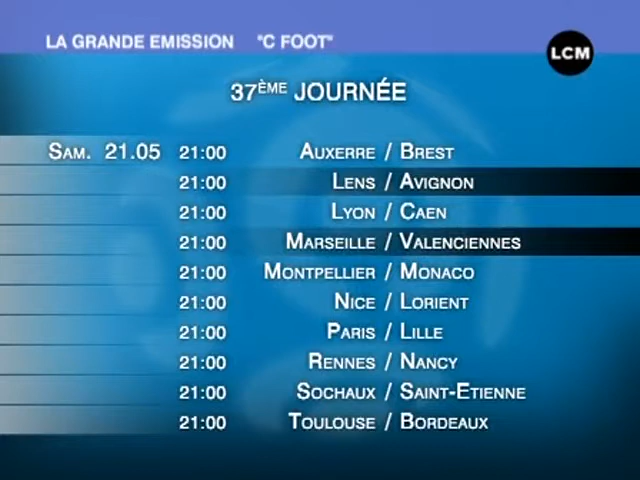 LA GRANDE EMISSION "C FOOT"
LCM
37ÈME JOURNÉE
SAM. 21.05 21:00 AUXERRE / BREST
21:00 LENS / AVIGNON
21:00 LYON / CAEN
21:00 MARSEILLE / VALENCIENNES
21:00 MONTPELLIER / MONACO
21:00 NICE / LORIENT
21:00 PARIS / LILLE
21:00 RENNES / NANCY
21:00 SOCHAUX / SAINT-ETIENNE
21:00 TOULOUSE / BORDEAUX